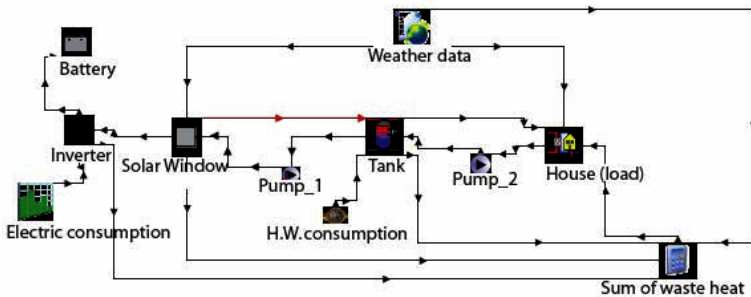 Weather data
Battery
Inverter
Solar Window
Pump_1
Tank
Pump_2
House (load)
Electric consumption
H.W.consumption
Sum of waste heat